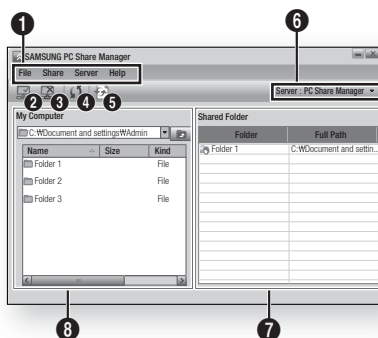 1
6
SAMSUNG PC Share Manager
File Share Server Help
2 3 4 5
Server : PC Share Manager
My Computer
Shared Folder
C:₩Document and settings₩Admin
Name Size Kind
Folder Full Path
Folder 1 File
Folder 1 C:₩Document and settin..
Folder 2 File
Folder 3 File
8
7